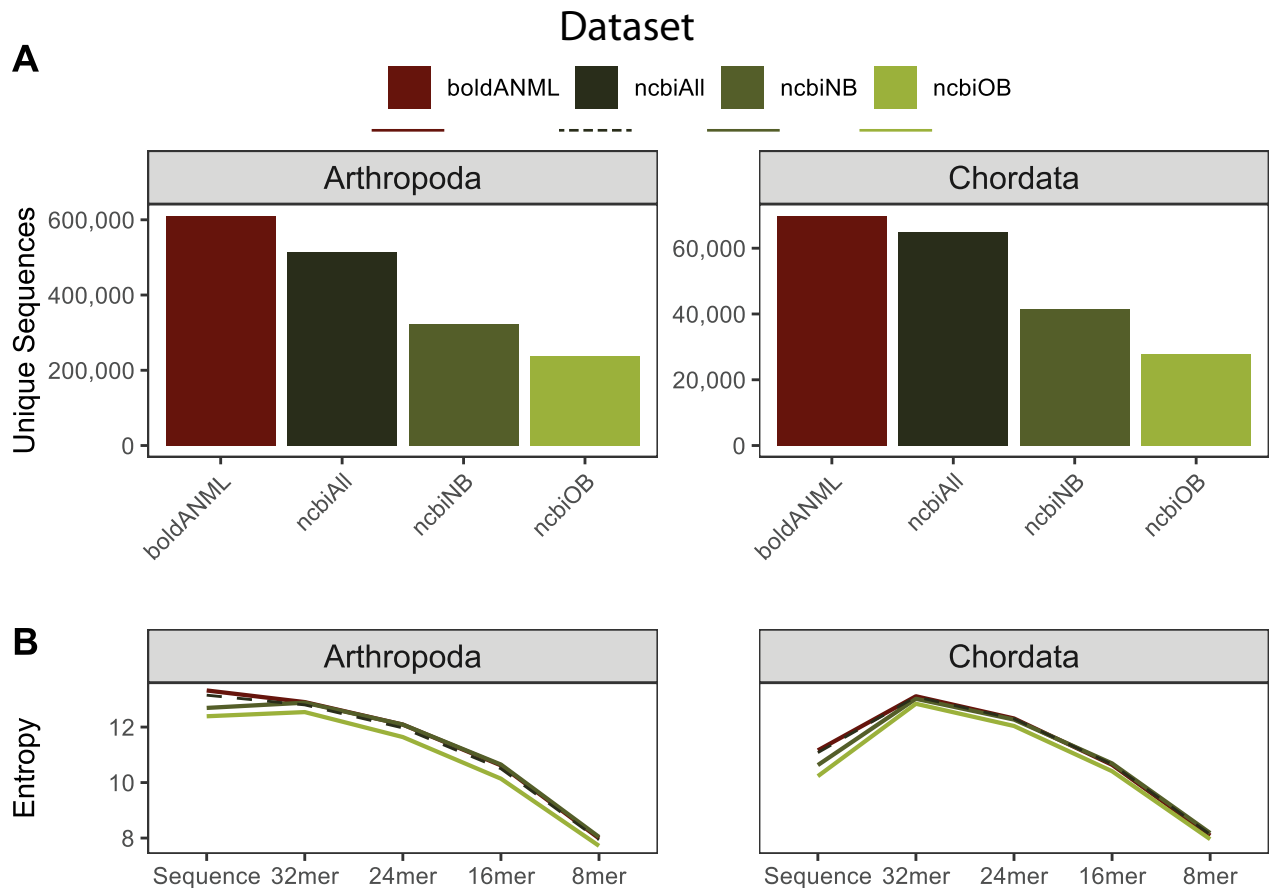 Dataset
A
boldANML ncbiAll ncbiNB ncbiOB
Arthropoda
Unique Sequences
600,000
400,000
200,000
0
boldANML ncbiAll ncbiNB ncbiOB
Chordata
60,000
40,000
20,000
0
boldANML ncbiAll ncbiNB ncbiOB
B
Arthropoda
Entropy
12
10
8
Sequence 32mer 24mer 16mer 8mer
Chordata
Sequence 32mer 24mer 16mer 8mer